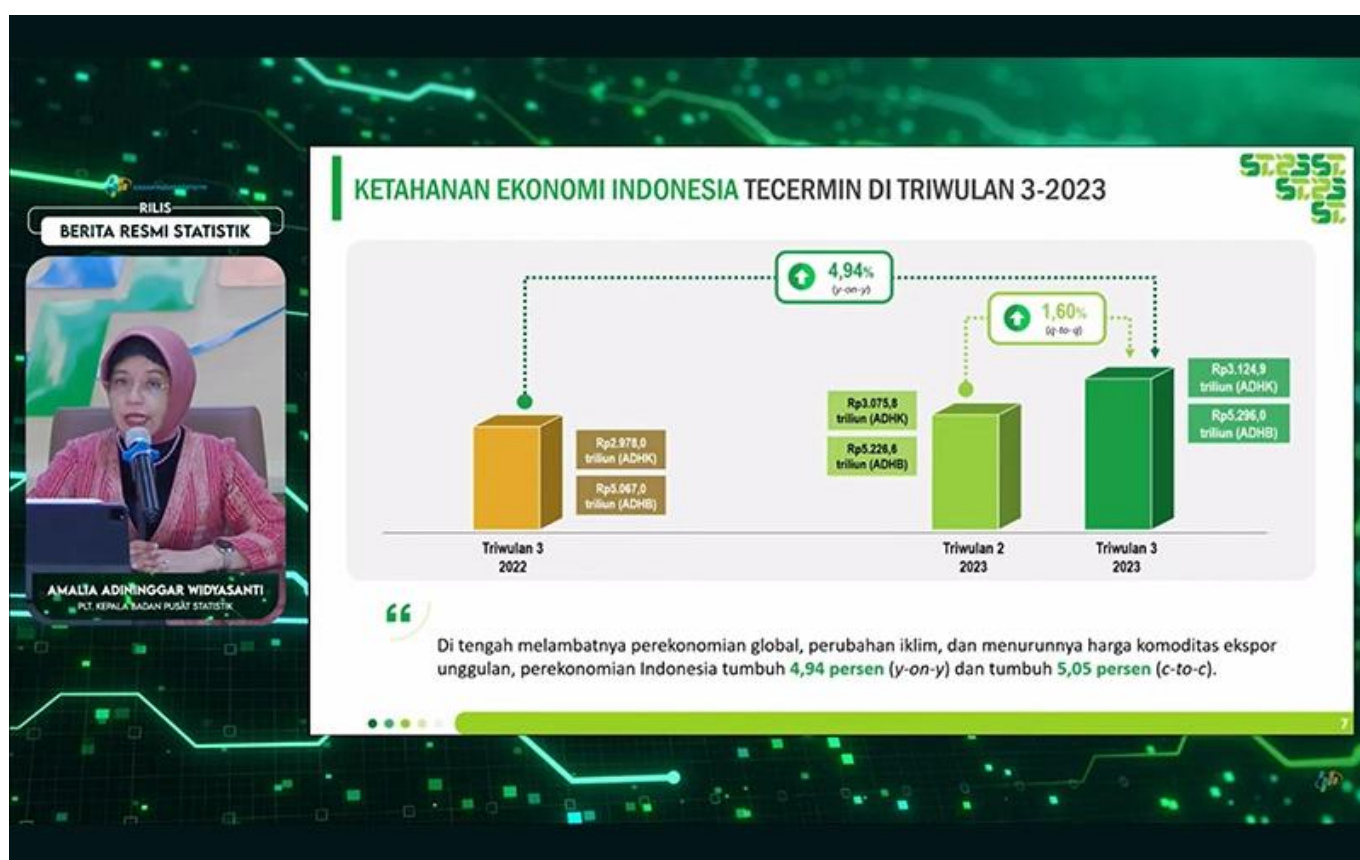 RILIS
BERITA RESMI STATISTIK
AMALIA ADININGGAR WIDYASANTI
PLT. KEPALA BADAN PUSAT STATISTIK
KETAHANAN EKONOMI INDONESIA TECERMIN DI TRIWULAN 3-2023
ST23ST
ST23
ST
4,94%
(y-on-y)
1,60%
(q-to-q)
Rp2.978,0
triliun (ADHK)
Rp5.067,0
triliun (ADHB)
Rp3.075,8
triliun (ADHK)
Rp5.226,6
triliun (ADHB)
Rp3.124,9
triliun (ADHK)
Rp5.296,0
triliun (ADHB)
Triwulan 3
2022
Triwulan 2
2023
Triwulan 3
2023
Di tengah melambatnya perekonomian global, perubahan iklim, dan menurunnya harga komoditas ekspor
unggulan, perekonomian Indonesia tumbuh 4,94 persen (y-on-y) dan tumbuh 5,05 persen (c-to-c).
7